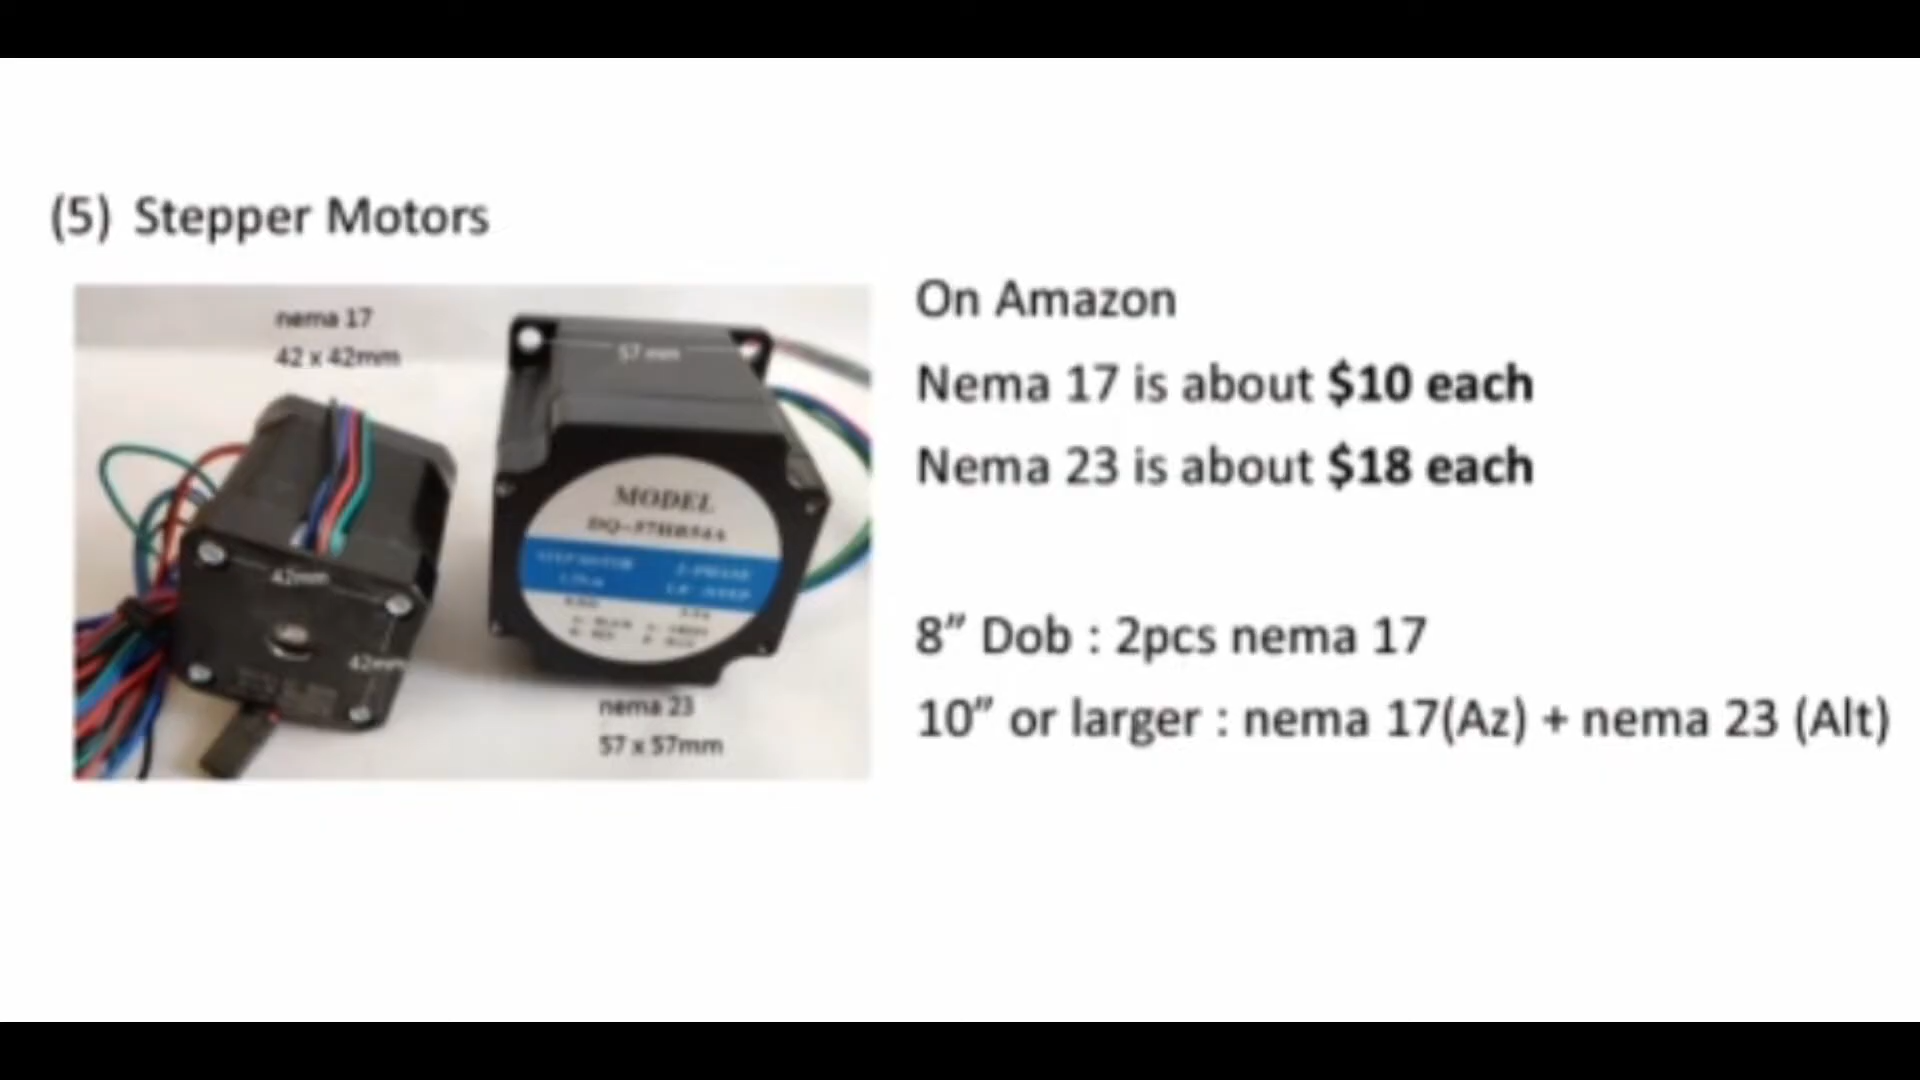 (5) Stepper Motors
nema 17
42 x 42mm
57 mm
MODEL
42mm
42mm
nema 23
57 x 57mm
On Amazon
Nema 17 is about $10 each
Nema 23 is about $18 each
8” Dob : 2pcs nema 17
10” or larger : nema 17(Az) + nema 23 (Alt)